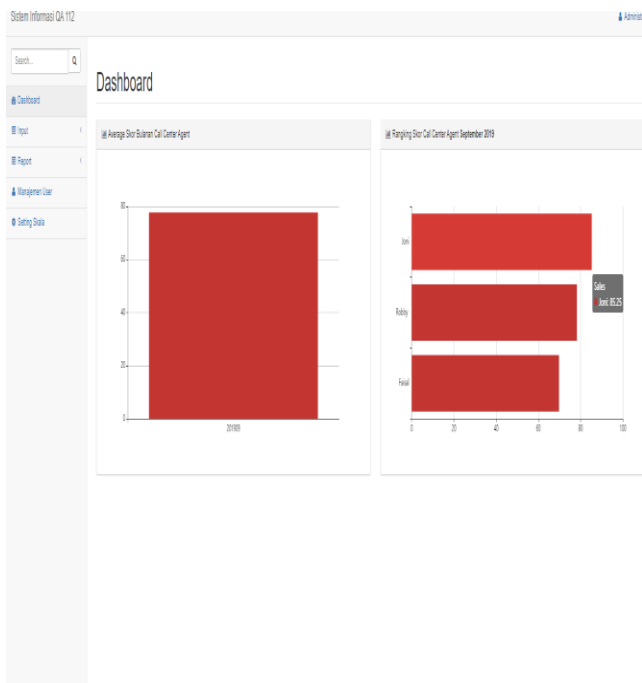 Sistem Informasi QA 112
Administ
Search...
Dashboard
Input
Report
Manajemen User
Setting Skala
Dashboard
Average Skor Bulanan Call Center Agent
80
60
40
20
0
201909
Rangking Skor Call Center Agent September 2019
Joni
Robby
Faisal
Sales
Joni: 85.25
0 20 40 60 80 100